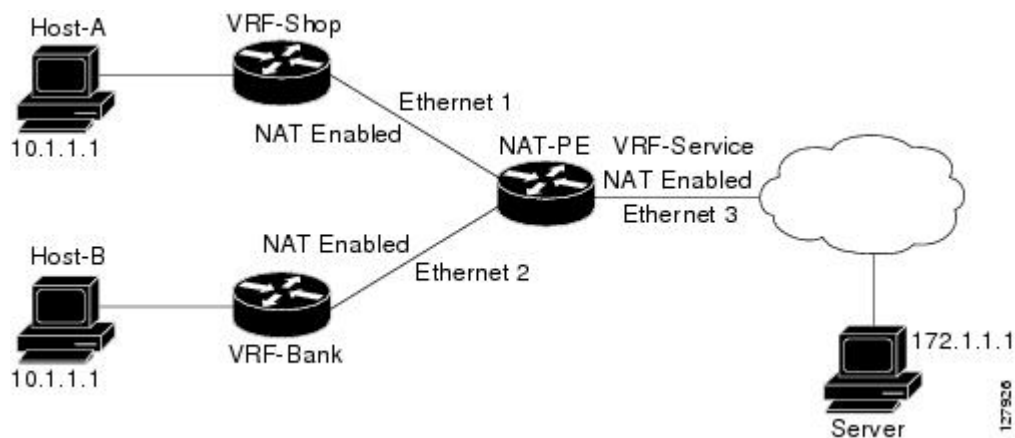 Host-A
VRF-Shop
Ethernet 1
NAT Enabled
10.1.1.1
NAT-PE
VRF-Service
NAT Enabled
Ethernet 3
Host-B
NAT Enabled
Ethernet 2
VRF-Bank
10.1.1.1
172.1.1.1
Server
127926